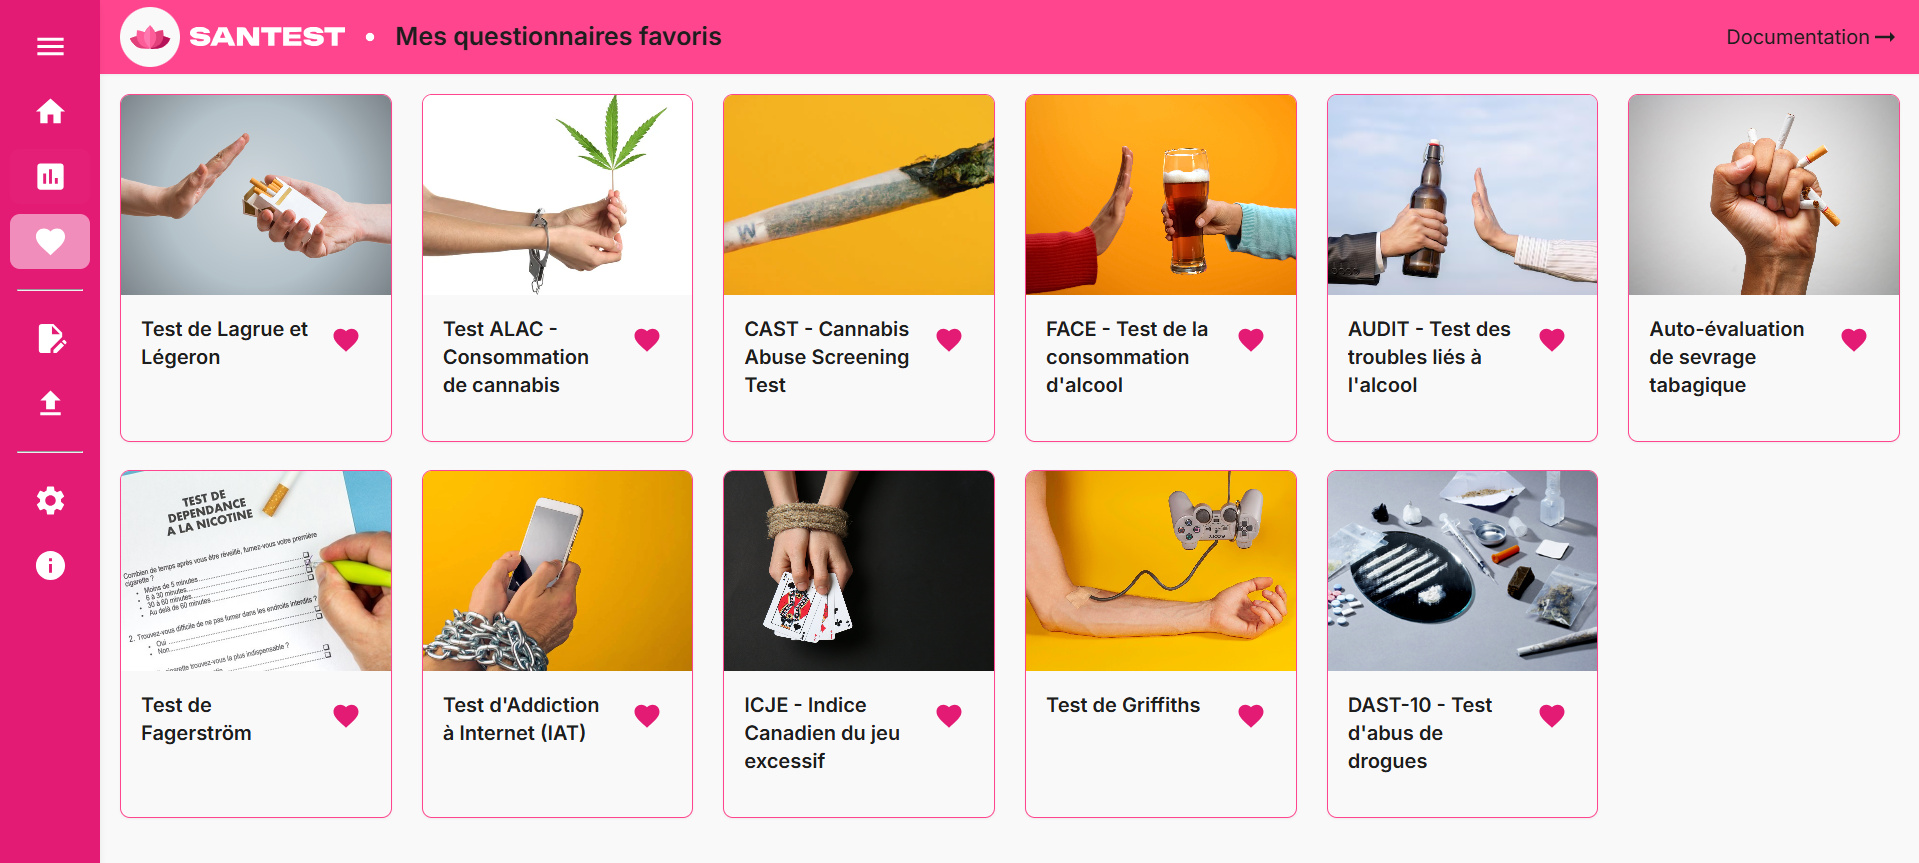 SANTEST • Mes questionnaires favoris
Documentation →
Test de Lagrue et
Légeron
Test ALAC -
Consommation
de cannabis
CAST - Cannabis
Abuse Screening
Test
FACE - Test de la
consommation
d'alcool
AUDIT - Test des
troubles liés à
l'alcool
Auto-évaluation
de sevrage
tabagique
TEST DE
DEPENDANCE
A LA NICOTINE
Combien de temps après vous être réveillé, fumez-vous votre première
cigarette ?
• Moins de 5 minutes
• 6 à 30 minutes
• 30 à 60 minutes
• Au delà de 60 minutes
2. Trouvez-vous difficile de ne pas fumer dans les endroits interdits ?
• Oui
• Non
trouvez-vous la plus indispensable ?
Test de
Fagerström
Test d'Addiction
à Internet (IAT)
ICJE - Indice
Canadien du jeu
excessif
Test de Griffiths
DAST-10 - Test
d'abus de
drogues